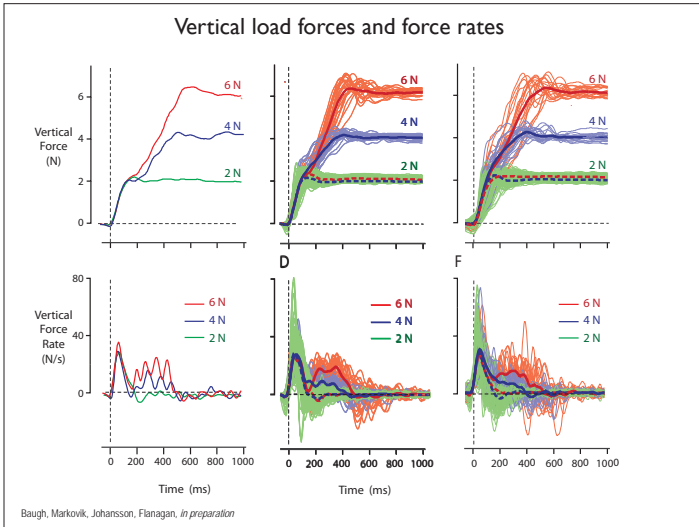 Vertical load forces and force rates
6 N
4 N
2 N
6
4
2
0
Vertical
Force
(N)
6 N
4 N
2 N
6 N
4 N
2 N
D
F
80
40
0
Vertical
Force
Rate
(N/s)
6 N
4 N
2 N
6 N
4 N
2 N
6 N
4 N
2 N
0 200 400 600 800 1000
0 200 400 600 800 1000
0 200 400 600 800 1000
Time (ms)
Time (ms)
Time (ms)
Baugh, Markovik, Johansson, Flanagan, in preparation